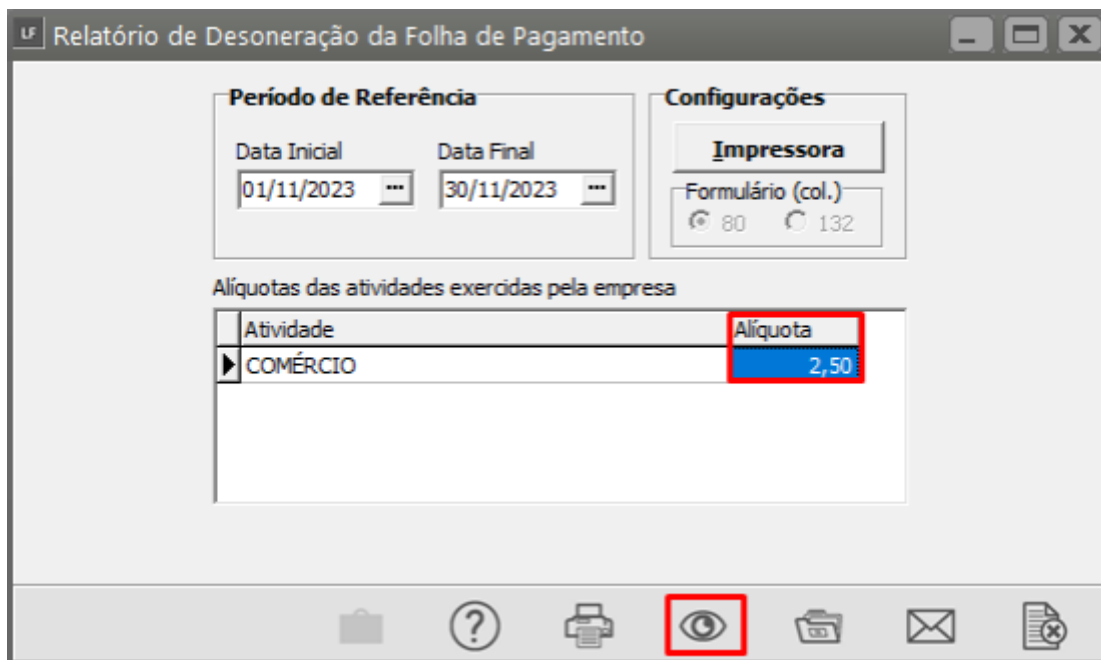 LF Relatório de Desoneração da Folha de Pagamento
Período de Referência
Data Inicial Data Final
01/11/2023 ... 30/11/2023 ...
Configurações
Impressora
Formulário (col.)
80 132
Alíquotas das atividades exercidas pela empresa
Atividade Alíquota
COMÉRCIO 2,50
?